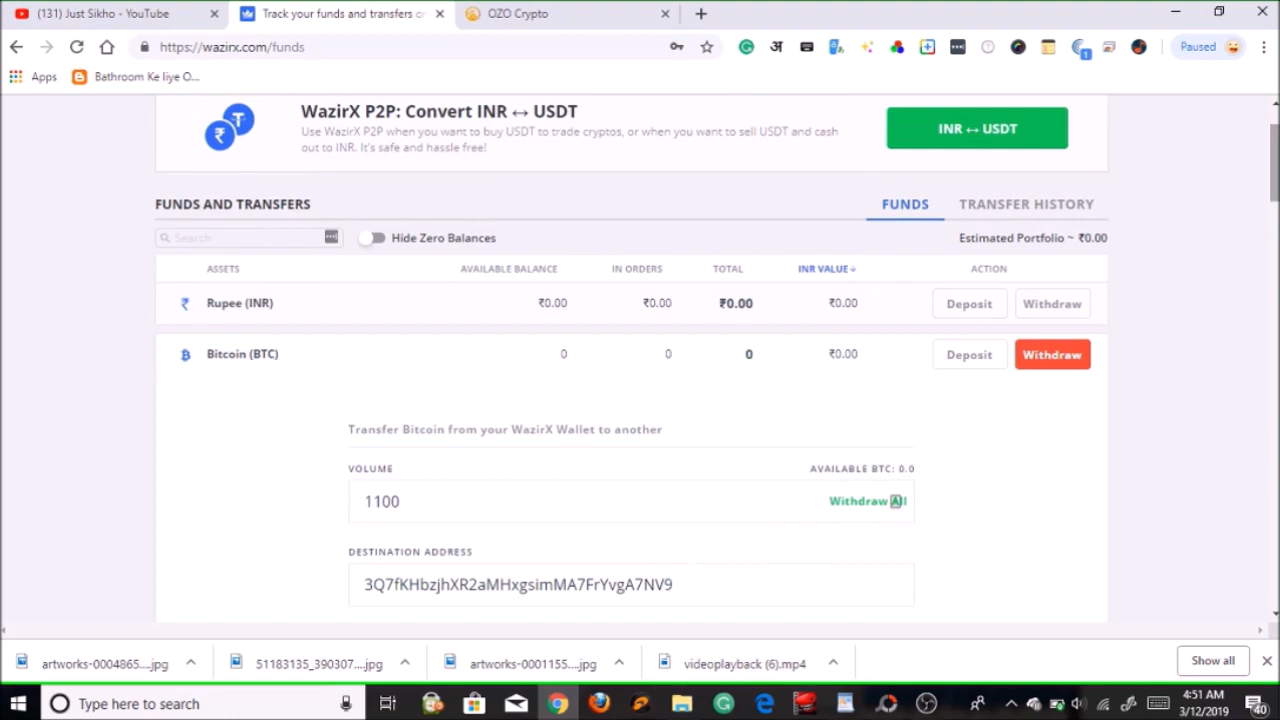 (131) Just Sikho - YouTube
Track your funds and transfers o
OZO Crypto
https://wazirx.com/funds
अ
1
Paused
Apps
Bathroom Ke liye O...
WazirX P2P: Convert INR ↔ USDT
Use WazirX P2P when you want to buy USDT to trade cryptos, or when you want to sell USDT and cash
out to INR. It's safe and hassle free!
INR ↔ USDT
FUNDS AND TRANSFERS
FUNDS
TRANSFER HISTORY
Search
Hide Zero Balances
Estimated Portfolio ~ ₹0.00
ASSETS
AVAILABLE BALANCE
IN ORDERS
TOTAL
INR VALUE
ACTION
Rupee (INR)
₹0.00
₹0.00
₹0.00
₹0.00
Deposit
Withdraw
Bitcoin (BTC)
0
0
0
₹0.00
Deposit
Withdraw
Transfer Bitcoin from your WazirX Wallet to another
VOLUME
AVAILABLE BTC: 0.0
1100
Withdraw All
DESTINATION ADDRESS
3Q7fKHbzjhXR2aMHxgsimMA7FrYvgA7NV9
artworks-0004865....jpg
51183135_390307....jpg
artworks-0001155....jpg
videoplayback (6).mp4
Show all
Type here to search
4:51 AM
3/12/2019
40